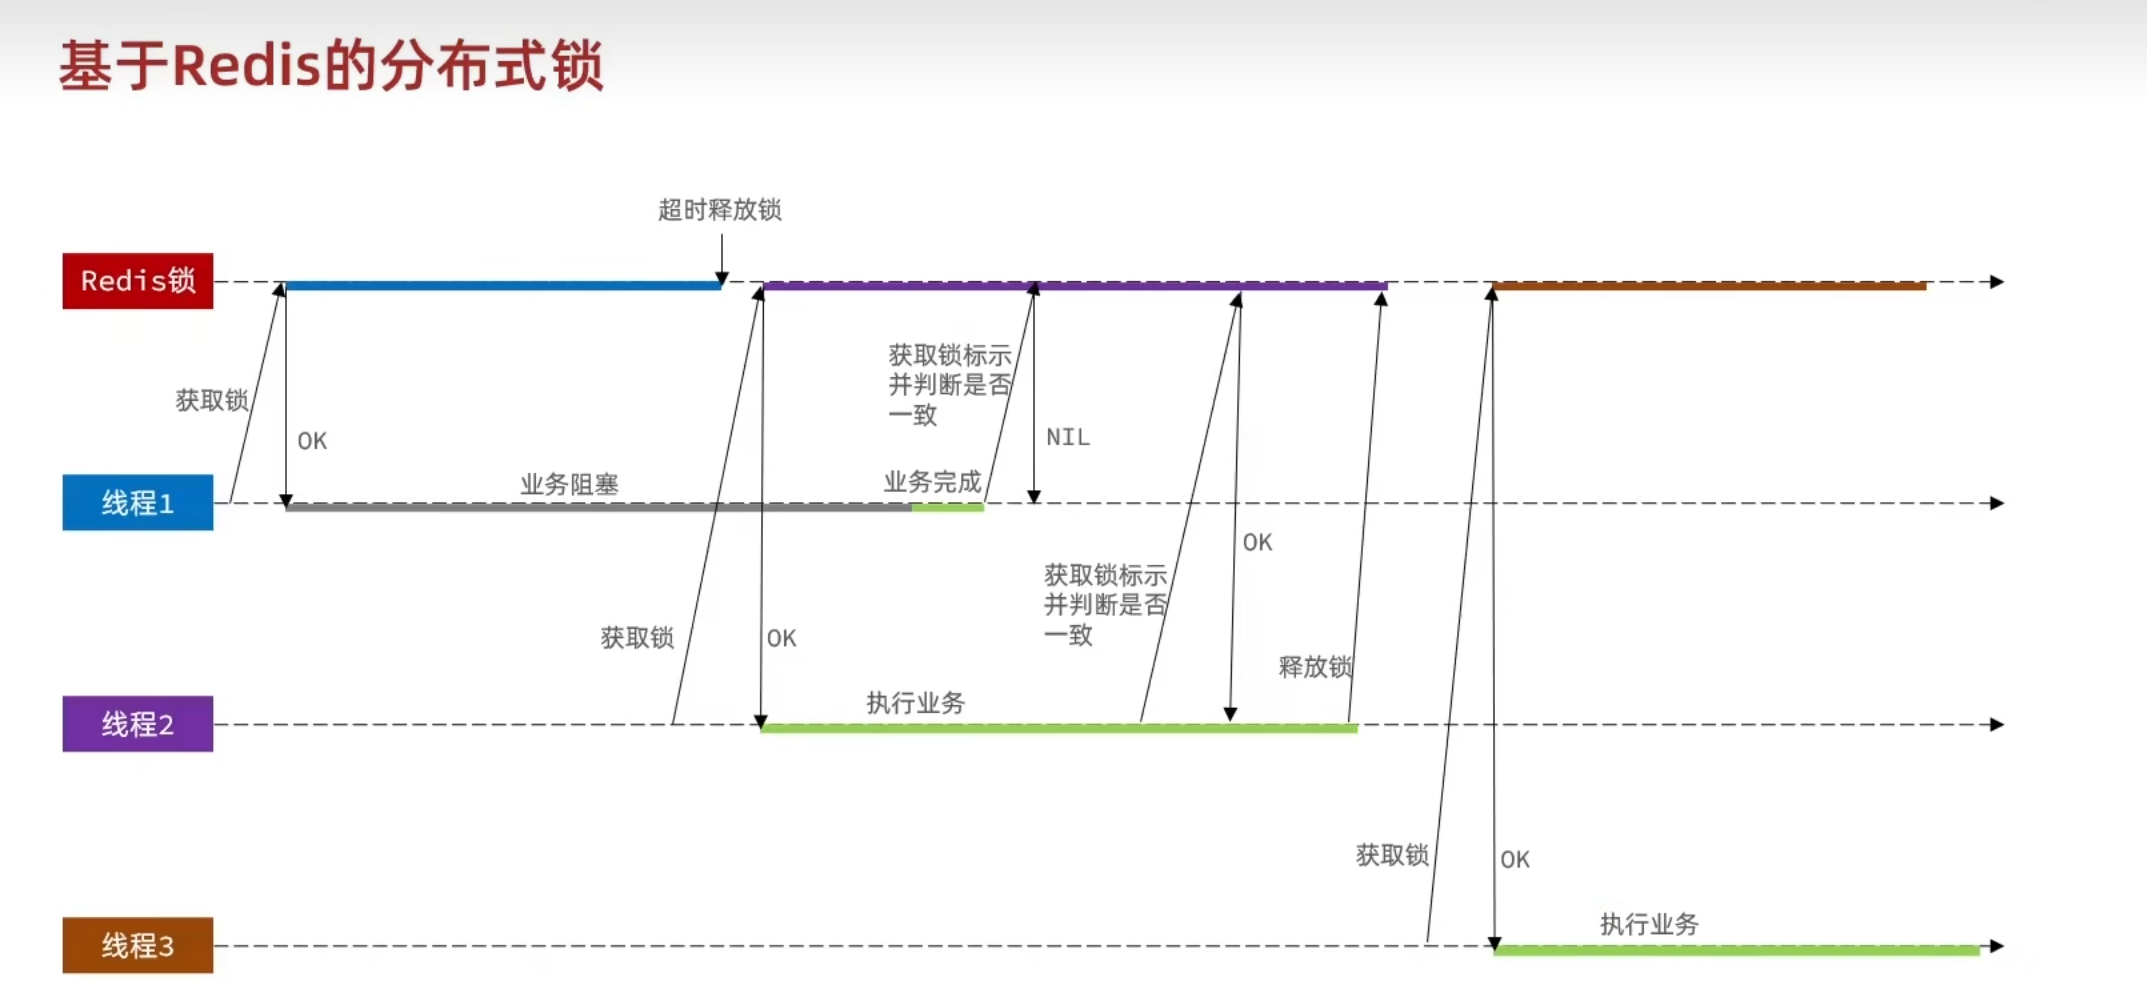 基于Redis的分布式锁
超时释放锁
Redis锁
获取锁
OK
获取锁标示
并判断是否
一致
NIL
业务阻塞
业务完成
线程1
获取锁
OK
获取锁标示
并判断是否
一致
OK
释放锁
执行业务
线程2
获取锁
OK
执行业务
线程3